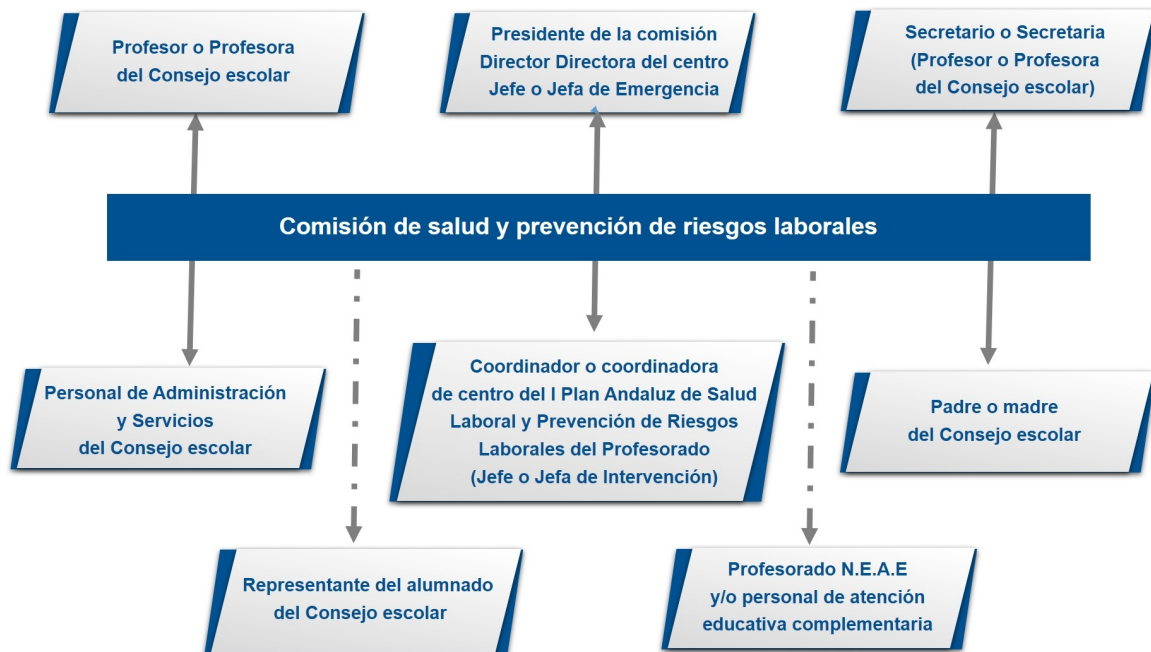 Profesor o Profesora
del Consejo escolar
Presidente de la comisión
Director Directora del centro
Jefe o Jefa de Emergencia
Secretario o Secretaria
(Profesor o Profesora
del Consejo escolar)
Comisión de salud y prevención de riesgos laborales
Personal de Administración
y Servicios
del Consejo escolar
Coordinador o coordinadora
de centro del I Plan Andaluz de Salud
Laboral y Prevención de Riesgos
Laborales del Profesorado
(Jefe o Jefa de Intervención)
Padre o madre
del Consejo escolar
Representante del alumnado
del Consejo escolar
Profesorado N.E.A.E
y/o personal de atención
educativa complementaria